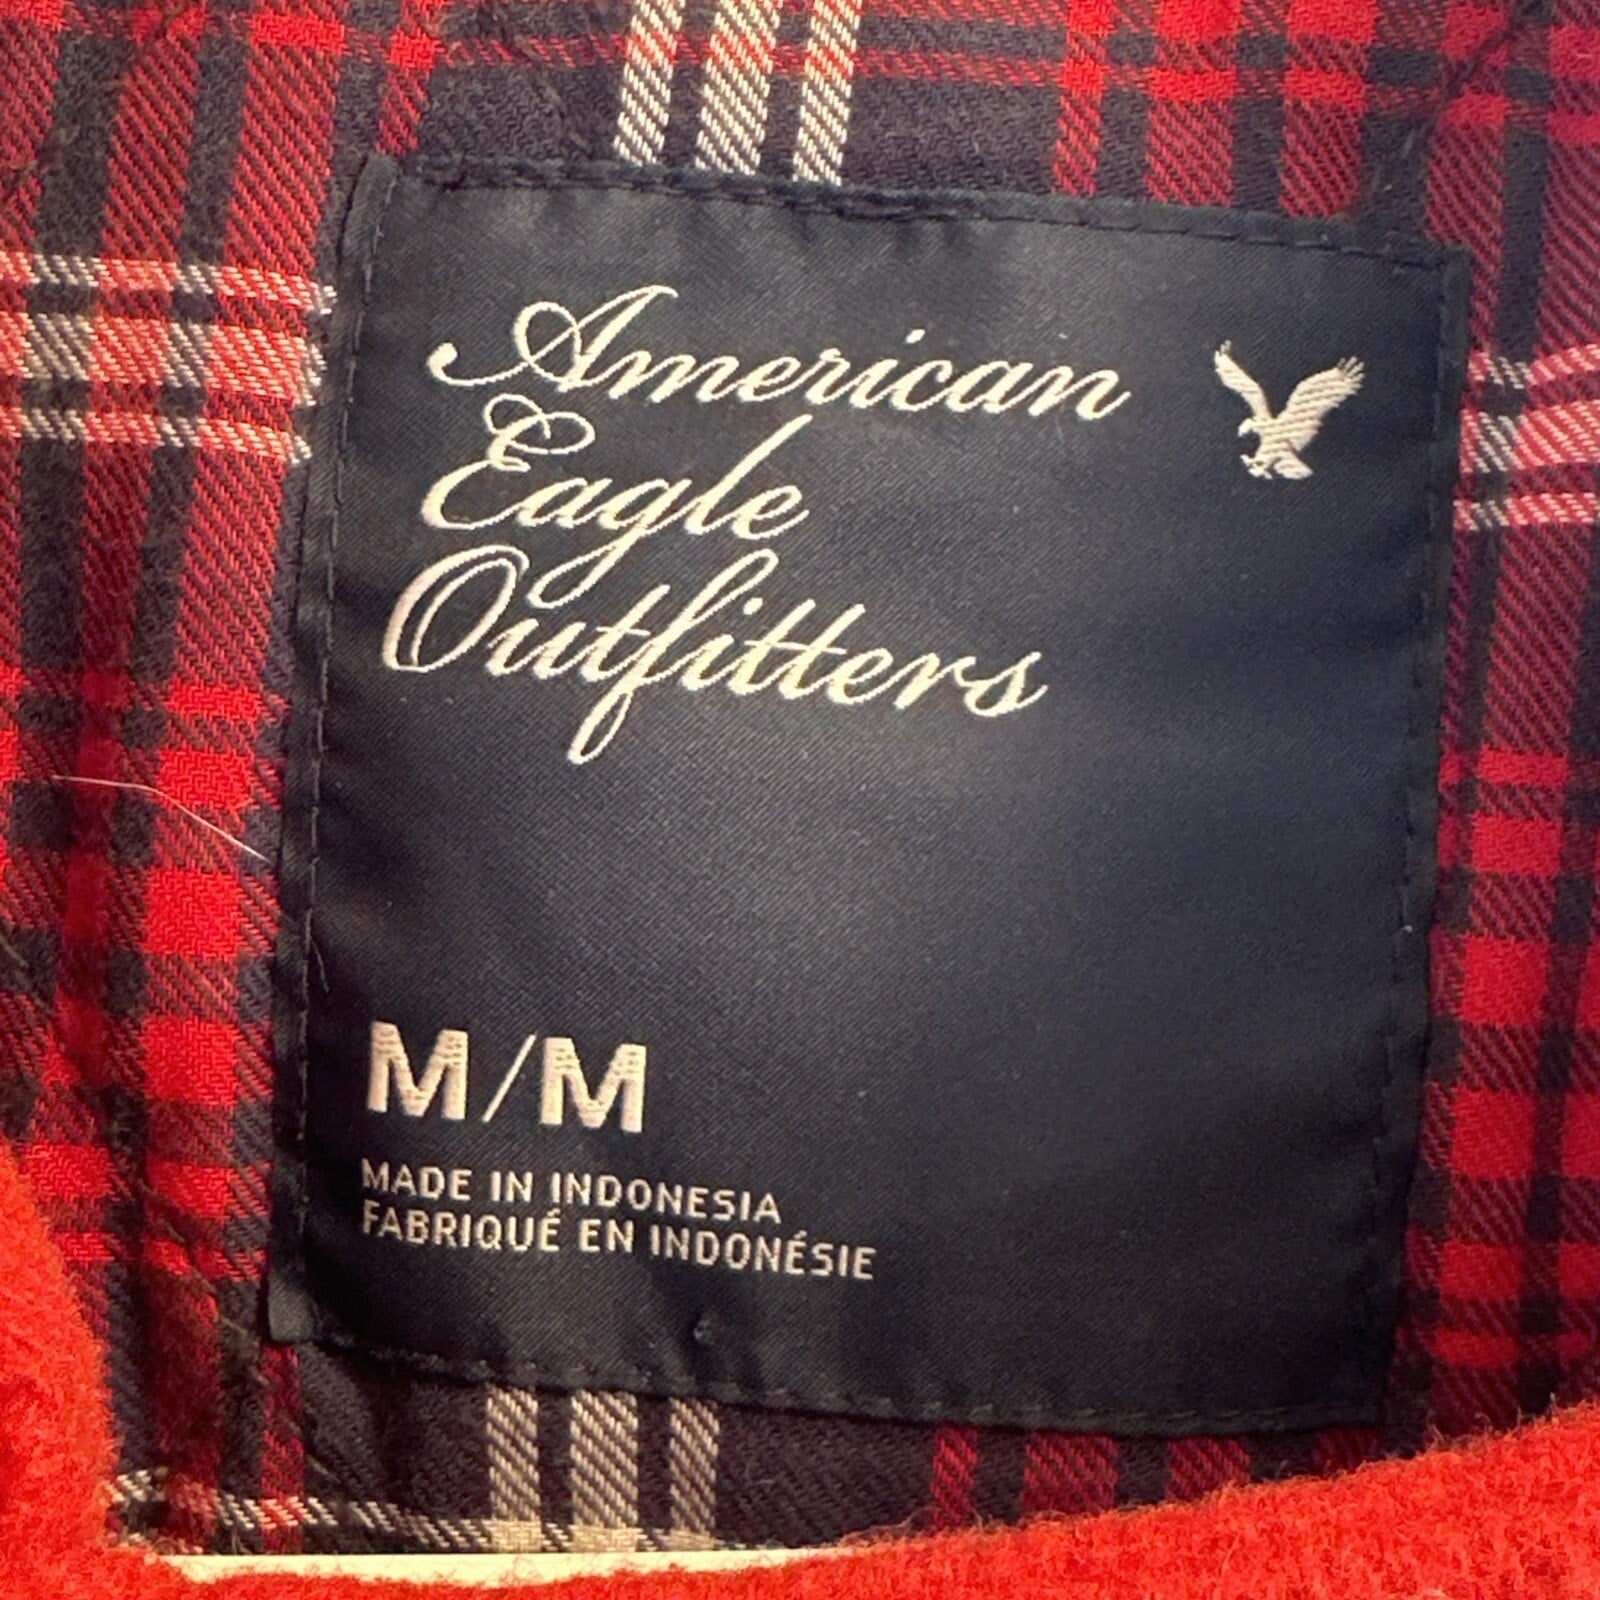 American
Eagle
Outfitters
M/M
MADE IN INDONESIA
FABRIQUÉ EN INDONÉSIE